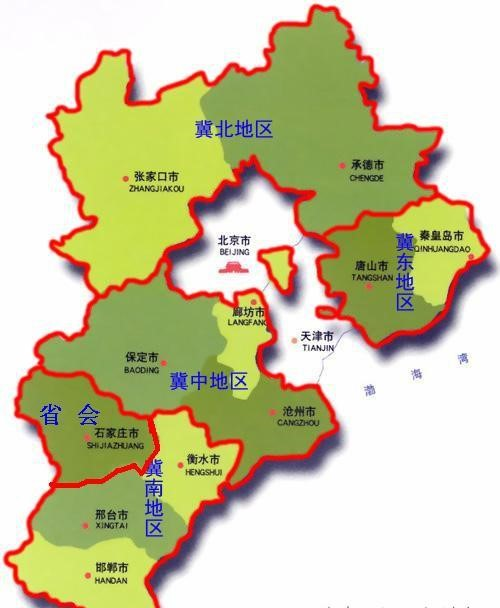 冀北地区
张家口市
ZHANGJIAKOU
承德市
CHENGDE
北京市
BEIJING
秦皇岛市
QINHUANGDAO
冀东地区
唐山市
TANGSHAN
廊坊市
LANGFANG
天津市
TIANJIN
保定市
BAODING
冀中地区
渤海湾
省会
沧州市
CANGZHOU
石家庄市
SHIJIAZHUANG
衡水市
HENGSHUI
冀南地区
邢台市
XINGTAI
邯郸市
HANDAN